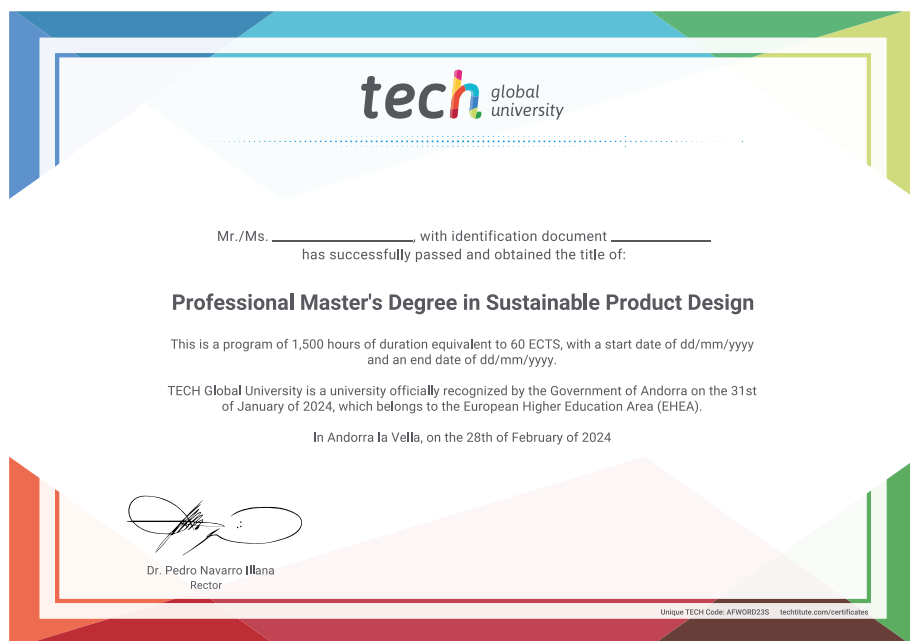 tech global
university
Mr./Ms. ____________, with identification document ____________
has successfully passed and obtained the title of:
Professional Master's Degree in Sustainable Product Design
This is a program of 1,500 hours of duration equivalent to 60 ECTS, with a start date of dd/mm/yyyy
and an end date of dd/mm/yyyy.
TECH Global University is a university officially recognized by the Government of Andorra on the 31st
of January of 2024, which belongs to the European Higher Education Area (EHEA).
In Andorra la Vella, on the 28th of February of 2024
Dr. Pedro Navarro Illana
Rector
Unique TECH Code: AFWORD23S techtitute.com/certificates